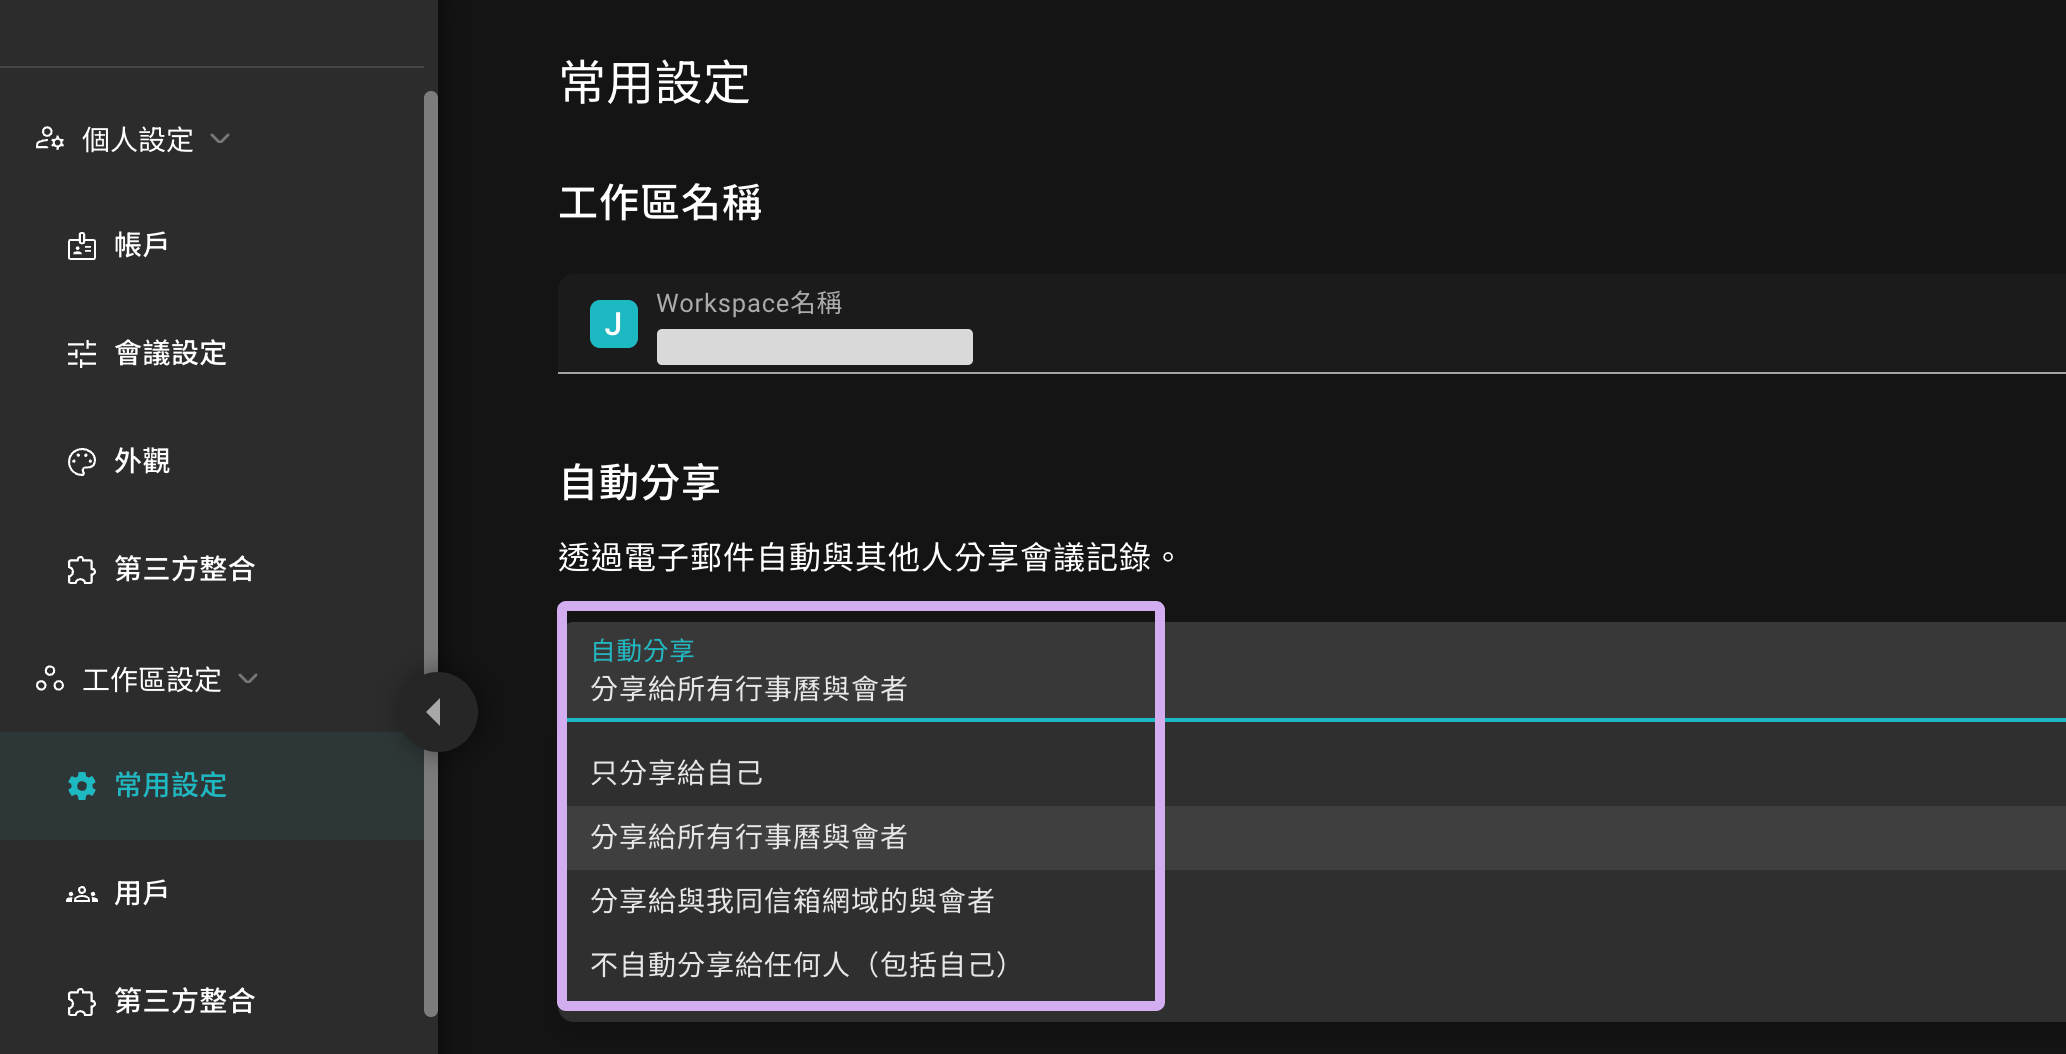 個人設定
帳戶
會議設定
外觀
第三方整合
工作區設定
常用設定
用戶
第三方整合
常用設定
工作區名稱
J
Workspace名稱
自動分享
透過電子郵件自動與其他人分享會議記錄。
自動分享
分享給所有行事曆與會者
只分享給自己
分享給所有行事曆與會者
分享給與我同信箱網域的與會者
不自動分享給任何人（包括自己）